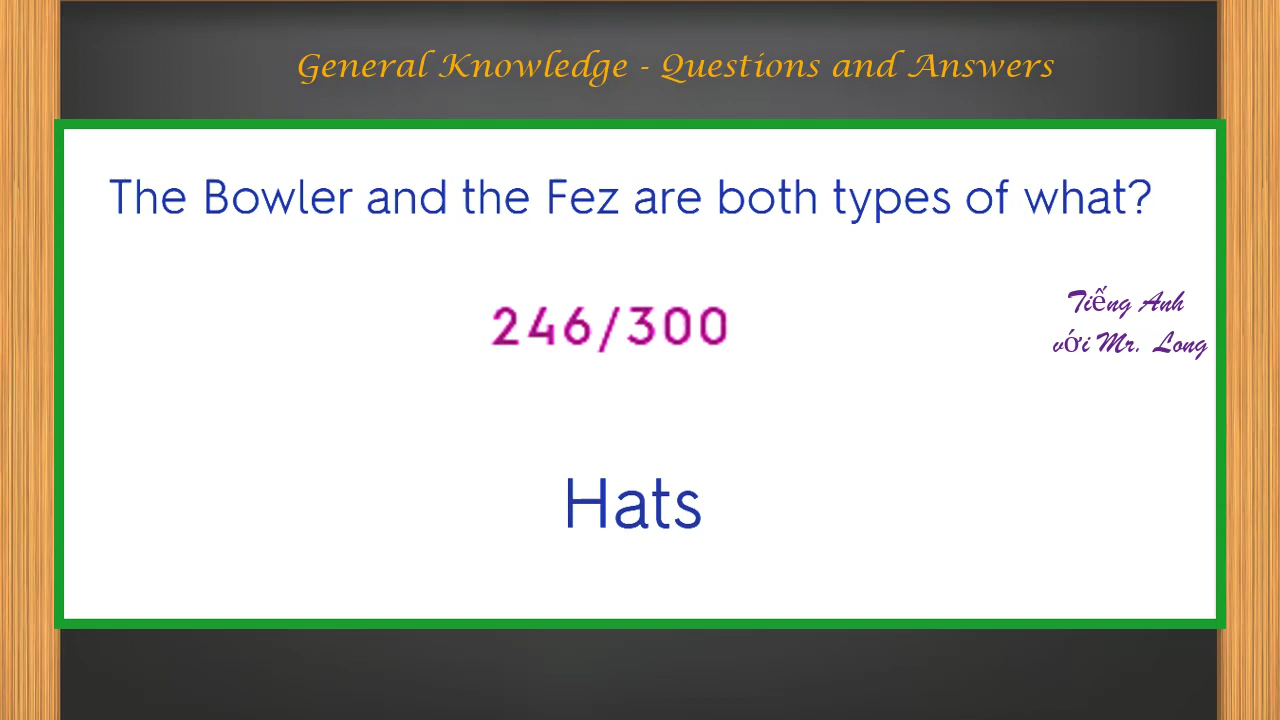 General Knowledge - Questions and Answers
The Bowler and the Fez are both types of what?
246/300
Tiếng Anh
với Mr. Long
Hats